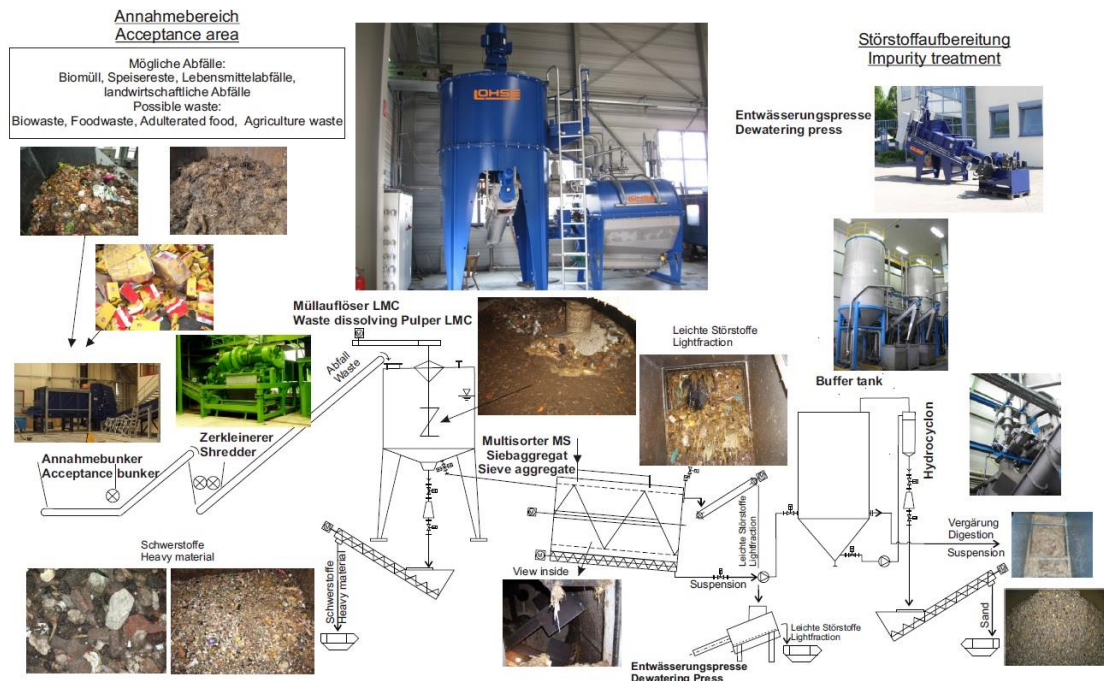 Annahmebereich
Acceptance area
Mögliche Abfälle:
Biomüll, Speisereste, Lebensmittelabfälle,
landwirtschaftliche Abfälle
Possible waste:
Biowaste, Foodwaste, Adulterated food, Agriculture waste
LOHSE
LOHSE
Störstoffaufbereitung
Impurity treatment
Entwässerungspresse
Dewatering press
Müllauflöser LMC
Waste dissolving Pulper LMC
Abfall
Waste
Leichte Störstoffe
Lightfraction
Buffer tank
Hydrocyclon
Zerkleinerer
Shredder
Annahmebunker
Acceptance bunker
Multisorter MS
Siebaggregat
Sieve aggregate
Leichte Störstoffe
Lightfraction
Vergärung
Digestion
Suspension
Schwerstoffe
Heavy material
Schwerstoffe
Heavy material
View inside
Suspension
Leichte Störstoffe
Lightfraction
Sand
Entwässerungspresse
Dewatering Press